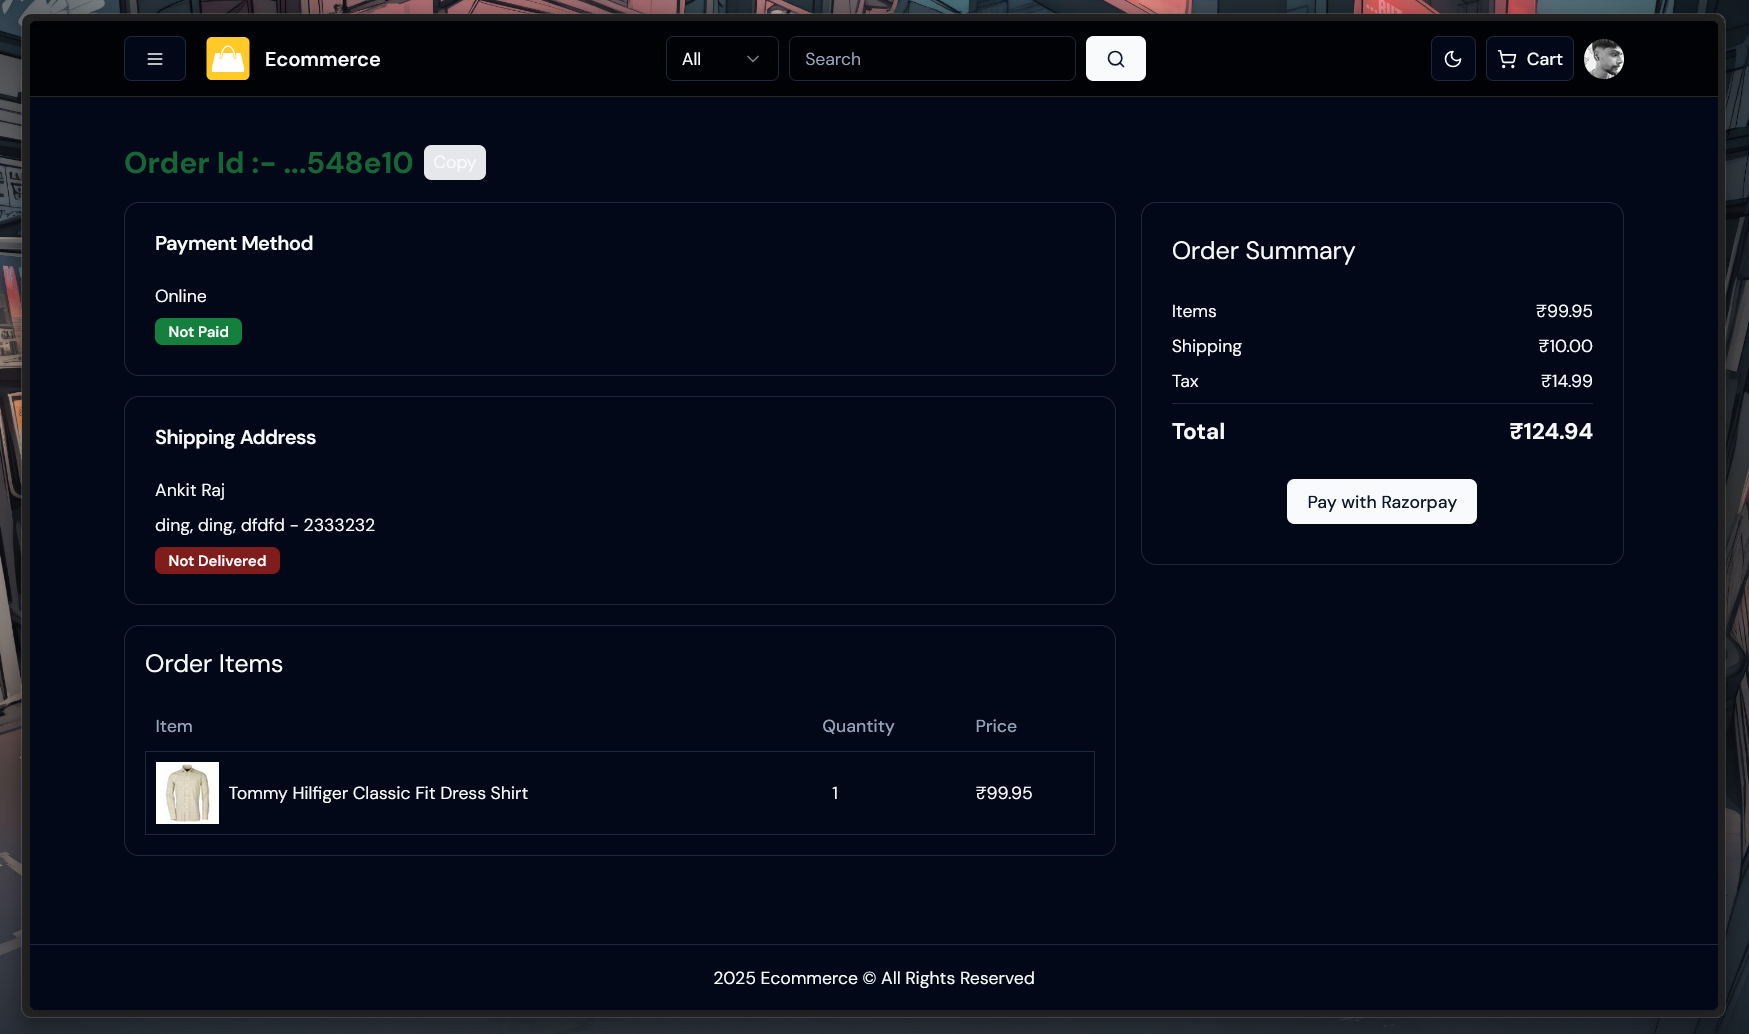 Ecommerce
All
Search
Cart
Order Id :- ...548e10
Copy
Payment Method
Online
Not Paid
Shipping Address
Ankit Raj
ding, ding, dfdfd - 2333232
Not Delivered
Order Items
Item Quantity Price
Tommy Hilfiger Classic Fit Dress Shirt 1 ₹99.95
Order Summary
Items ₹99.95
Shipping ₹10.00
Tax ₹14.99
Total ₹124.94
Pay with Razorpay
2025 Ecommerce © All Rights Reserved